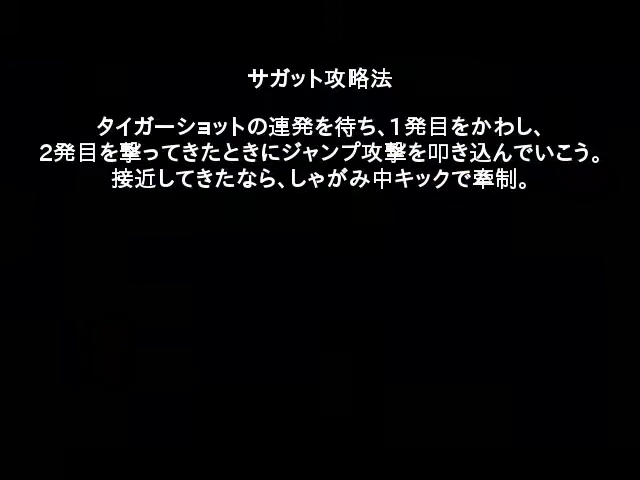 サガット攻略法
タイガーショットの連発を待ち、1発目をかわし、
2発目を撃ってきたときにジャンプ攻撃を叩き込んでいこう。
接近してきたなら、しゃがみ中キックで牽制。